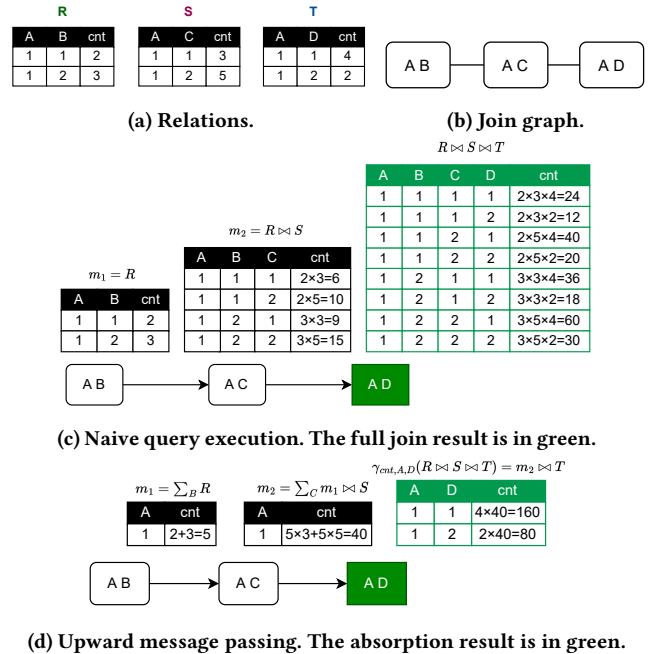 R S T
A B cnt A C cnt A D cnt
1 1 2 1 1 3 1 1 4
1 2 3 1 2 5 1 2 2
A B A C A D
(a) Relations.
(b) Join graph.
R ⋈ S ⋈ T
A B C D cnt
1 1 1 1 2×3×4=24
1 1 1 2 2×3×2=12
1 1 2 1 2×5×4=40
1 1 2 2 2×5×2=20
1 2 1 1 3×3×4=36
1 2 1 2 3×3×2=18
1 2 2 1 3×5×4=60
1 2 2 2 3×5×2=30
m₂ = R ⋈ S
A B C cnt
1 1 1 2×3=6
1 1 2 2×5=10
1 2 1 3×3=9
1 2 2 3×5=15
m₁ = R
A B cnt
1 1 2
1 2 3
A B A C A D
(c) Naive query execution. The full join result is in green.
m₁ = ∑_B R
A cnt
1 2+3=5
m₂ = ∑_C m₁ ⋈ S
A cnt
1 5×3+5×5=40
γ_{cnt,A,D}(R ⋈ S ⋈ T) = m₂ ⋈ T
A D cnt
1 1 4×40=160
1 2 2×40=80
A B A C A D
(d) Upward message passing. The absorption result is in green.